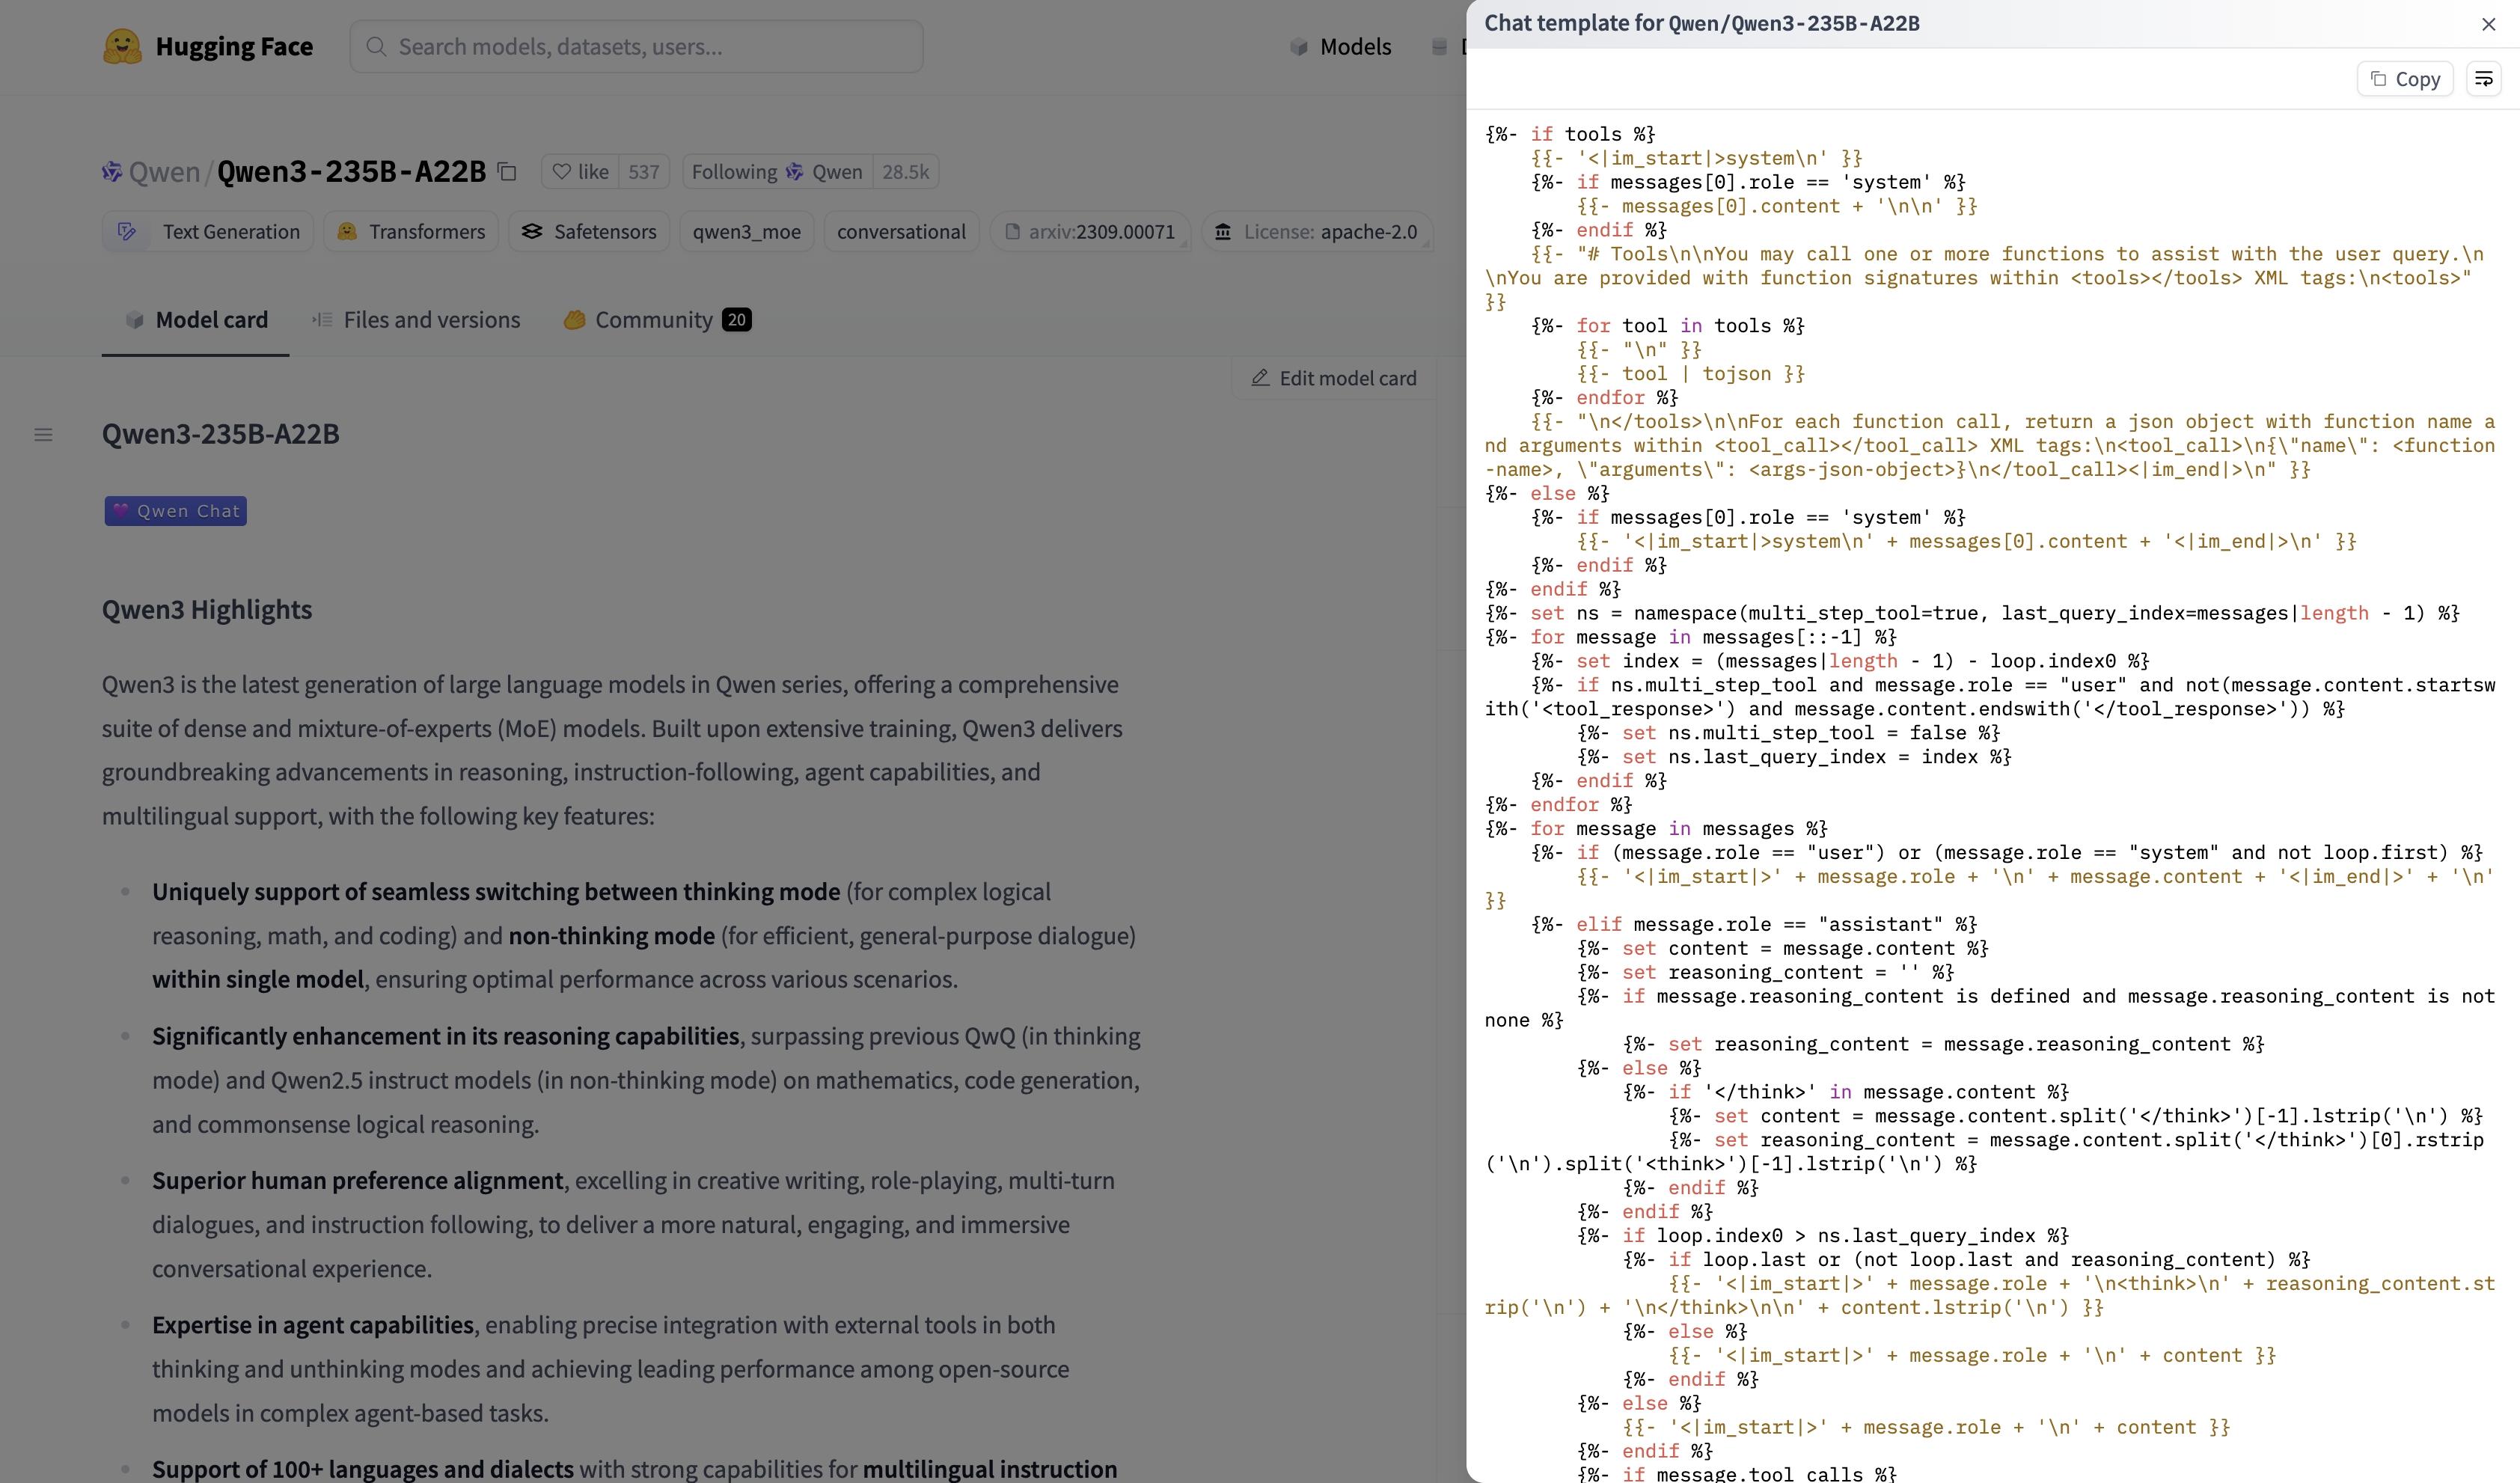 Hugging Face
Search models, datasets, users...
Models
Qwen/Qwen3-235B-A22B
like 537
Following Qwen 28.5k
Text Generation
Transformers
Safetensors
qwen3_moe
conversational
arxiv:2309.00071
License: apache-2.0
Model card
Files and versions
Community 20
Edit model card
Qwen3-235B-A22B
Qwen Chat
Qwen3 Highlights
Qwen3 is the latest generation of large language models in Qwen series, offering a comprehensive
suite of dense and mixture-of-experts (MoE) models. Built upon extensive training, Qwen3 delivers
groundbreaking advancements in reasoning, instruction-following, agent capabilities, and
multilingual support, with the following key features:
Uniquely support of seamless switching between thinking mode (for complex logical
reasoning, math, and coding) and non-thinking mode (for efficient, general-purpose dialogue)
within single model, ensuring optimal performance across various scenarios.
Significantly enhancement in its reasoning capabilities, surpassing previous QwQ (in thinking
mode) and Qwen2.5 instruct models (in non-thinking mode) on mathematics, code generation,
and commonsense logical reasoning.
Superior human preference alignment, excelling in creative writing, role-playing, multi-turn
dialogues, and instruction following, to deliver a more natural, engaging, and immersive
conversational experience.
Expertise in agent capabilities, enabling precise integration with external tools in both
thinking and unthinking modes and achieving leading performance among open-source
models in complex agent-based tasks.
Support of 100+ languages and dialects with strong capabilities for multilingual instruction
Chat template for Qwen/Qwen3-235B-A22B
Copy
{%- if tools %}
    {{- '<|im_start|>system\n' }}
    {%- if messages[0].role == 'system' %}
        {{- messages[0].content + '\n\n' }}
    {%- endif %}
    {{- "# Tools\n\nYou may call one or more functions to assist with the user query.\n
\nYou are provided with function signatures within <tools></tools> XML tags:\n<tools>"
}}
    {%- for tool in tools %}
        {{- "\n" }}
        {{- tool | tojson }}
    {%- endfor %}
    {{- "\n</tools>\n\nFor each function call, return a json object with function name a
nd arguments within <tool_call></tool_call> XML tags:\n<tool_call>\n{\"name\": <function
-name>, \"arguments\": <args-json-object>}\n</tool_call><|im_end|>\n" }}
{%- else %}
    {%- if messages[0].role == 'system' %}
        {{- '<|im_start|>system\n' + messages[0].content + '<|im_end|>\n' }}
    {%- endif %}
{%- endif %}
{%- set ns = namespace(multi_step_tool=true, last_query_index=messages|length - 1) %}
{%- for message in messages[::-1] %}
    {%- set index = (messages|length - 1) - loop.index0 %}
    {%- if ns.multi_step_tool and message.role == "user" and not(message.content.startsw
ith('<tool_response>') and message.content.endswith('</tool_response>')) %}
        {%- set ns.multi_step_tool = false %}
        {%- set ns.last_query_index = index %}
    {%- endif %}
{%- endfor %}
{%- for message in messages %}
    {%- if (message.role == "user") or (message.role == "system" and not loop.first) %}
        {{- '<|im_start|>' + message.role + '\n' + message.content + '<|im_end|>' + '\n'
}}
    {%- elif message.role == "assistant" %}
        {%- set content = message.content %}
        {%- set reasoning_content = '' %}
        {%- if message.reasoning_content is defined and message.reasoning_content is not
none %}
            {%- set reasoning_content = message.reasoning_content %}
        {%- else %}
            {%- if '</think>' in message.content %}
                {%- set content = message.content.split('</think>')[-1].lstrip('\n') %}
                {%- set reasoning_content = message.content.split('</think>')[0].rstrip
('\n').split('<think>')[-1].lstrip('\n') %}
            {%- endif %}
        {%- endif %}
        {%- if loop.index0 > ns.last_query_index %}
            {%- if loop.last or (not loop.last and reasoning_content) %}
                {{- '<|im_start|>' + message.role + '\n<think>\n' + reasoning_content.st
rip('\n') + '\n</think>\n\n' + content.lstrip('\n') }}
            {%- else %}
                {{- '<|im_start|>' + message.role + '\n' + content }}
            {%- endif %}
        {%- else %}
            {{- '<|im_start|>' + message.role + '\n' + content }}
        {%- endif %}
        {%- if message.tool_calls %}